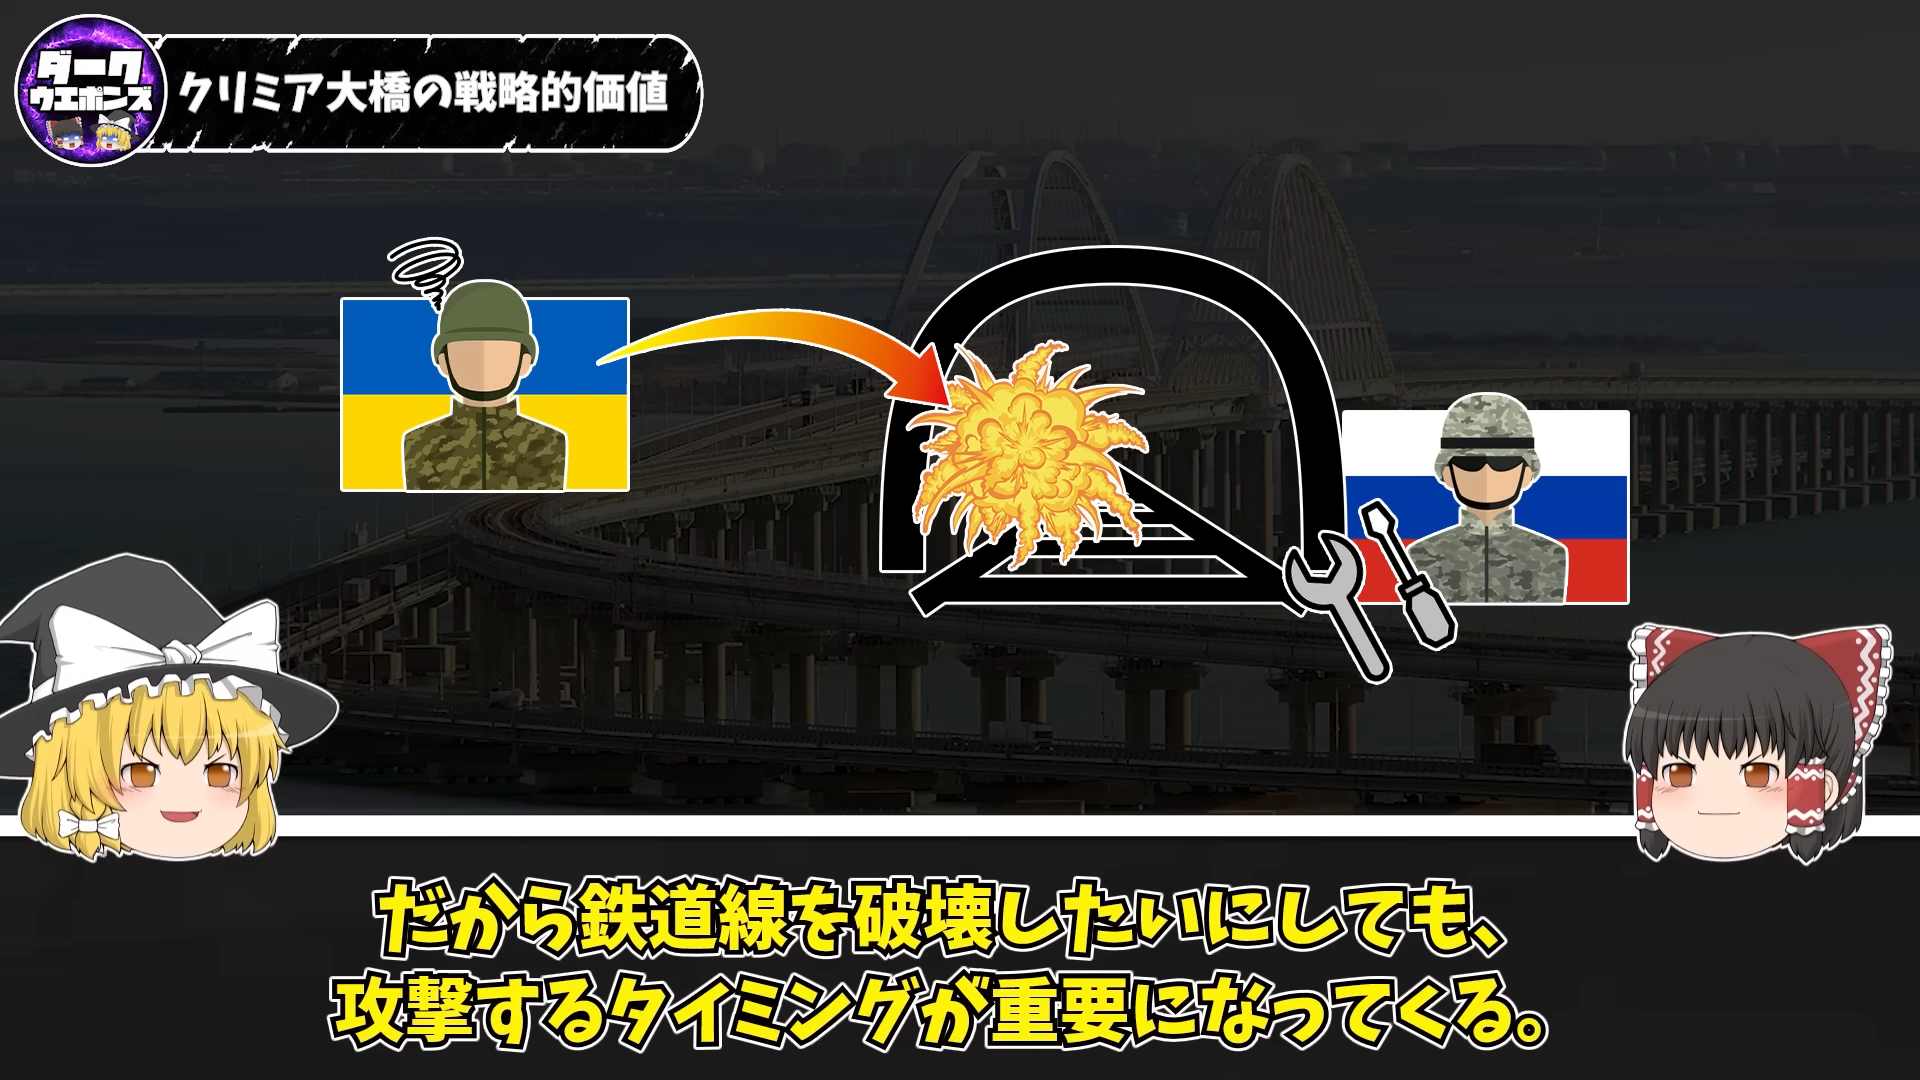 ダーク
ウエポンズ
クリミア大橋の戦略的価値
だから鉄道線を破壊したいにしても、
攻撃するタイミングが重要になってくる。